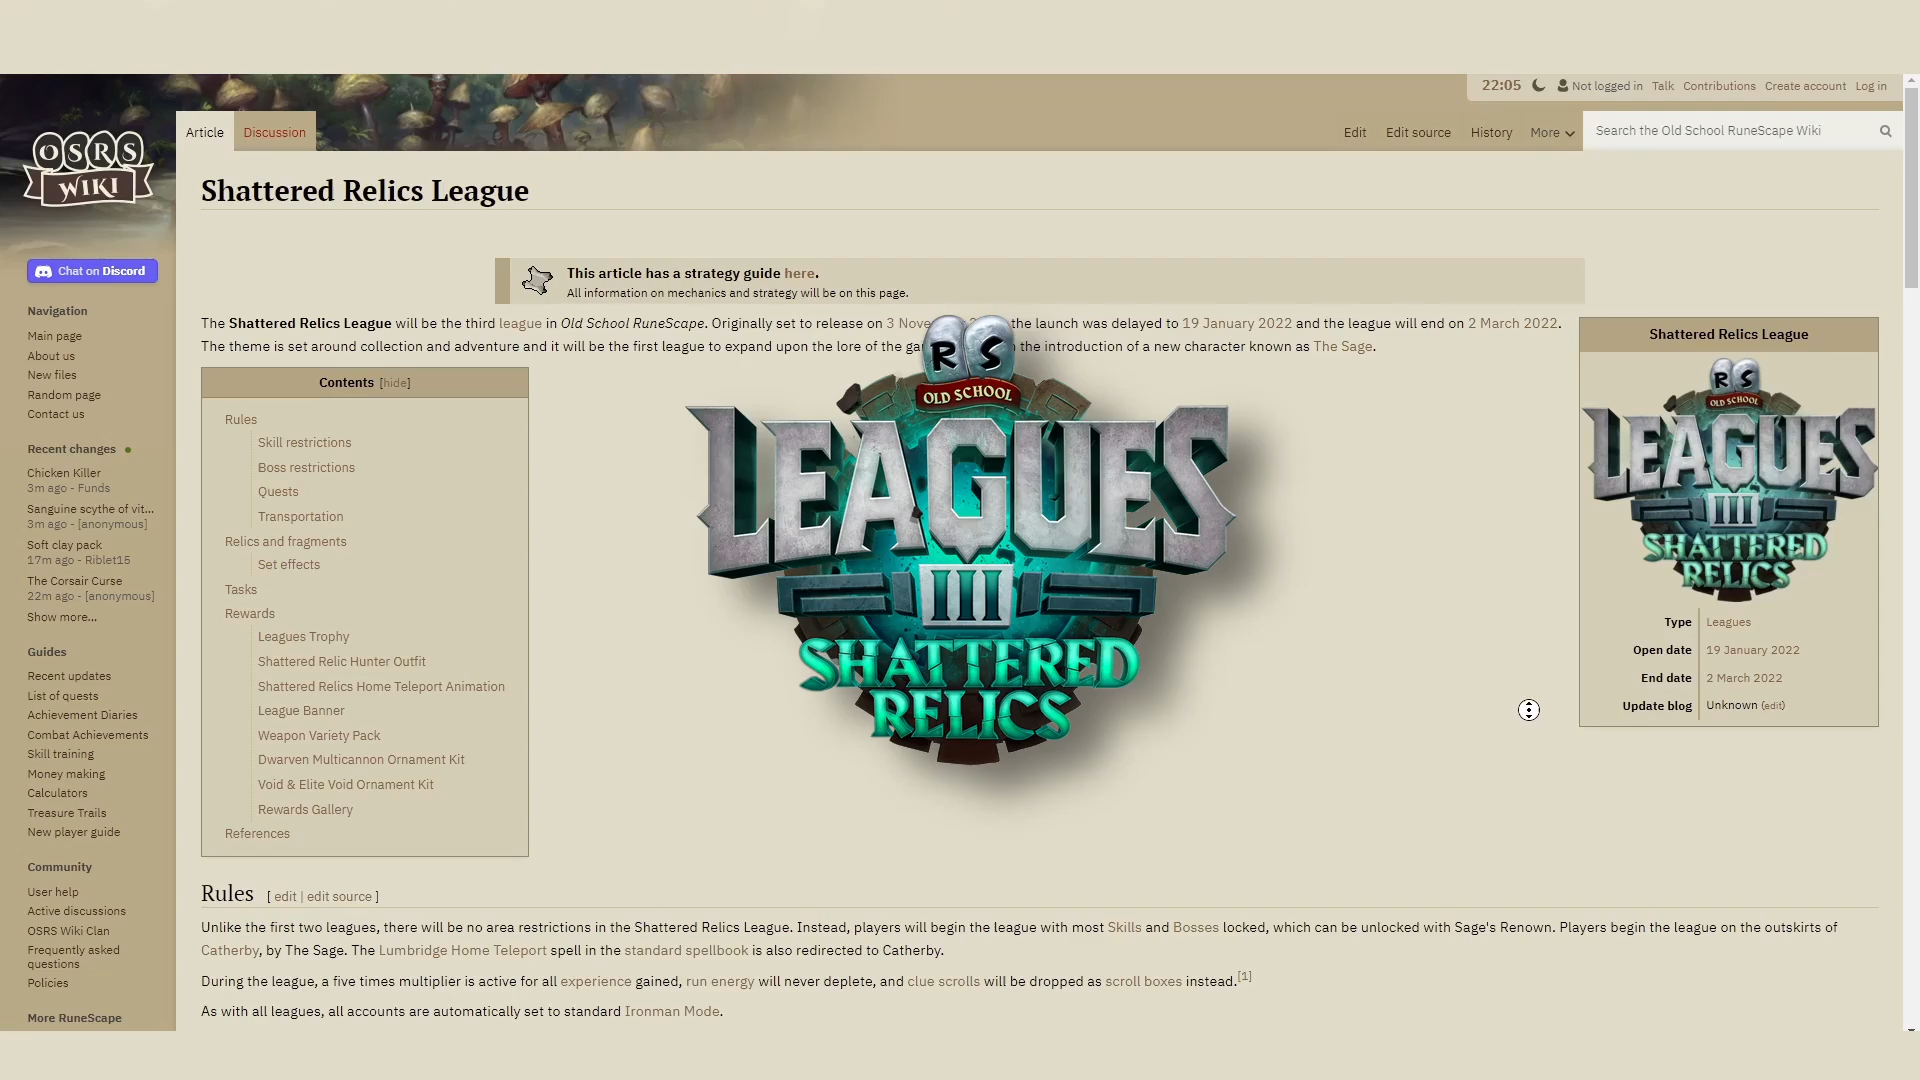 22:05 Not logged in Talk Contributions Create account Log in
Article Discussion
Edit Edit source History More
Search the Old School RuneScape Wiki
OSRS
WIKI
Shattered Relics League
Chat on Discord
Navigation
Main page
About us
New files
Random page
Contact us
Recent changes
Chicken Killer
3m ago - Funds
Sanguine scythe of vit...
3m ago - [anonymous]
Soft clay pack
17m ago - Riblet15
The Corsair Curse
22m ago - [anonymous]
Show more...
Guides
Recent updates
List of quests
Achievement Diaries
Combat Achievements
Skill training
Money making
Calculators
Treasure Trails
New player guide
Community
User help
Active discussions
OSRS Wiki Clan
Frequently asked
questions
Policies
More RuneScape
This article has a strategy guide here.
All information on mechanics and strategy will be on this page.
The Shattered Relics League will be the third league in Old School RuneScape. Originally set to release on 3 the launch was delayed to 19 January 2022 and the league will end on 2 March 2022.
The theme is set around collection and adventure and it will be the first league to expand upon the lore of the the introduction of a new character known as The Sage.
Contents [hide]
Rules
Skill restrictions
Boss restrictions
Quests
Transportation
Relics and fragments
Set effects
Tasks
Rewards
Leagues Trophy
Shattered Relic Hunter Outfit
Shattered Relics Home Teleport Animation
League Banner
Weapon Variety Pack
Dwarven Multicannon Ornament Kit
Void & Elite Void Ornament Kit
Rewards Gallery
References
RS
OLD SCHOOL
LEAGUES
III
SHATTERED
RELICS
Shattered Relics League
RS
OLD SCHOOL
LEAGUES
III
SHATTERED
RELICS
Type Leagues
Open date 19 January 2022
End date 2 March 2022
Update blog Unknown (edit)
Rules [ edit | edit source ]
Unlike the first two leagues, there will be no area restrictions in the Shattered Relics League. Instead, players will begin the league with most Skills and Bosses locked, which can be unlocked with Sage's Renown. Players begin the league on the outskirts of
Catherby, by The Sage. The Lumbridge Home Teleport spell in the standard spellbook is also redirected to Catherby.
During the league, a five times multiplier is active for all experience gained, run energy will never deplete, and clue scrolls will be dropped as scroll boxes instead.[1]
As with all leagues, all accounts are automatically set to standard Ironman Mode.